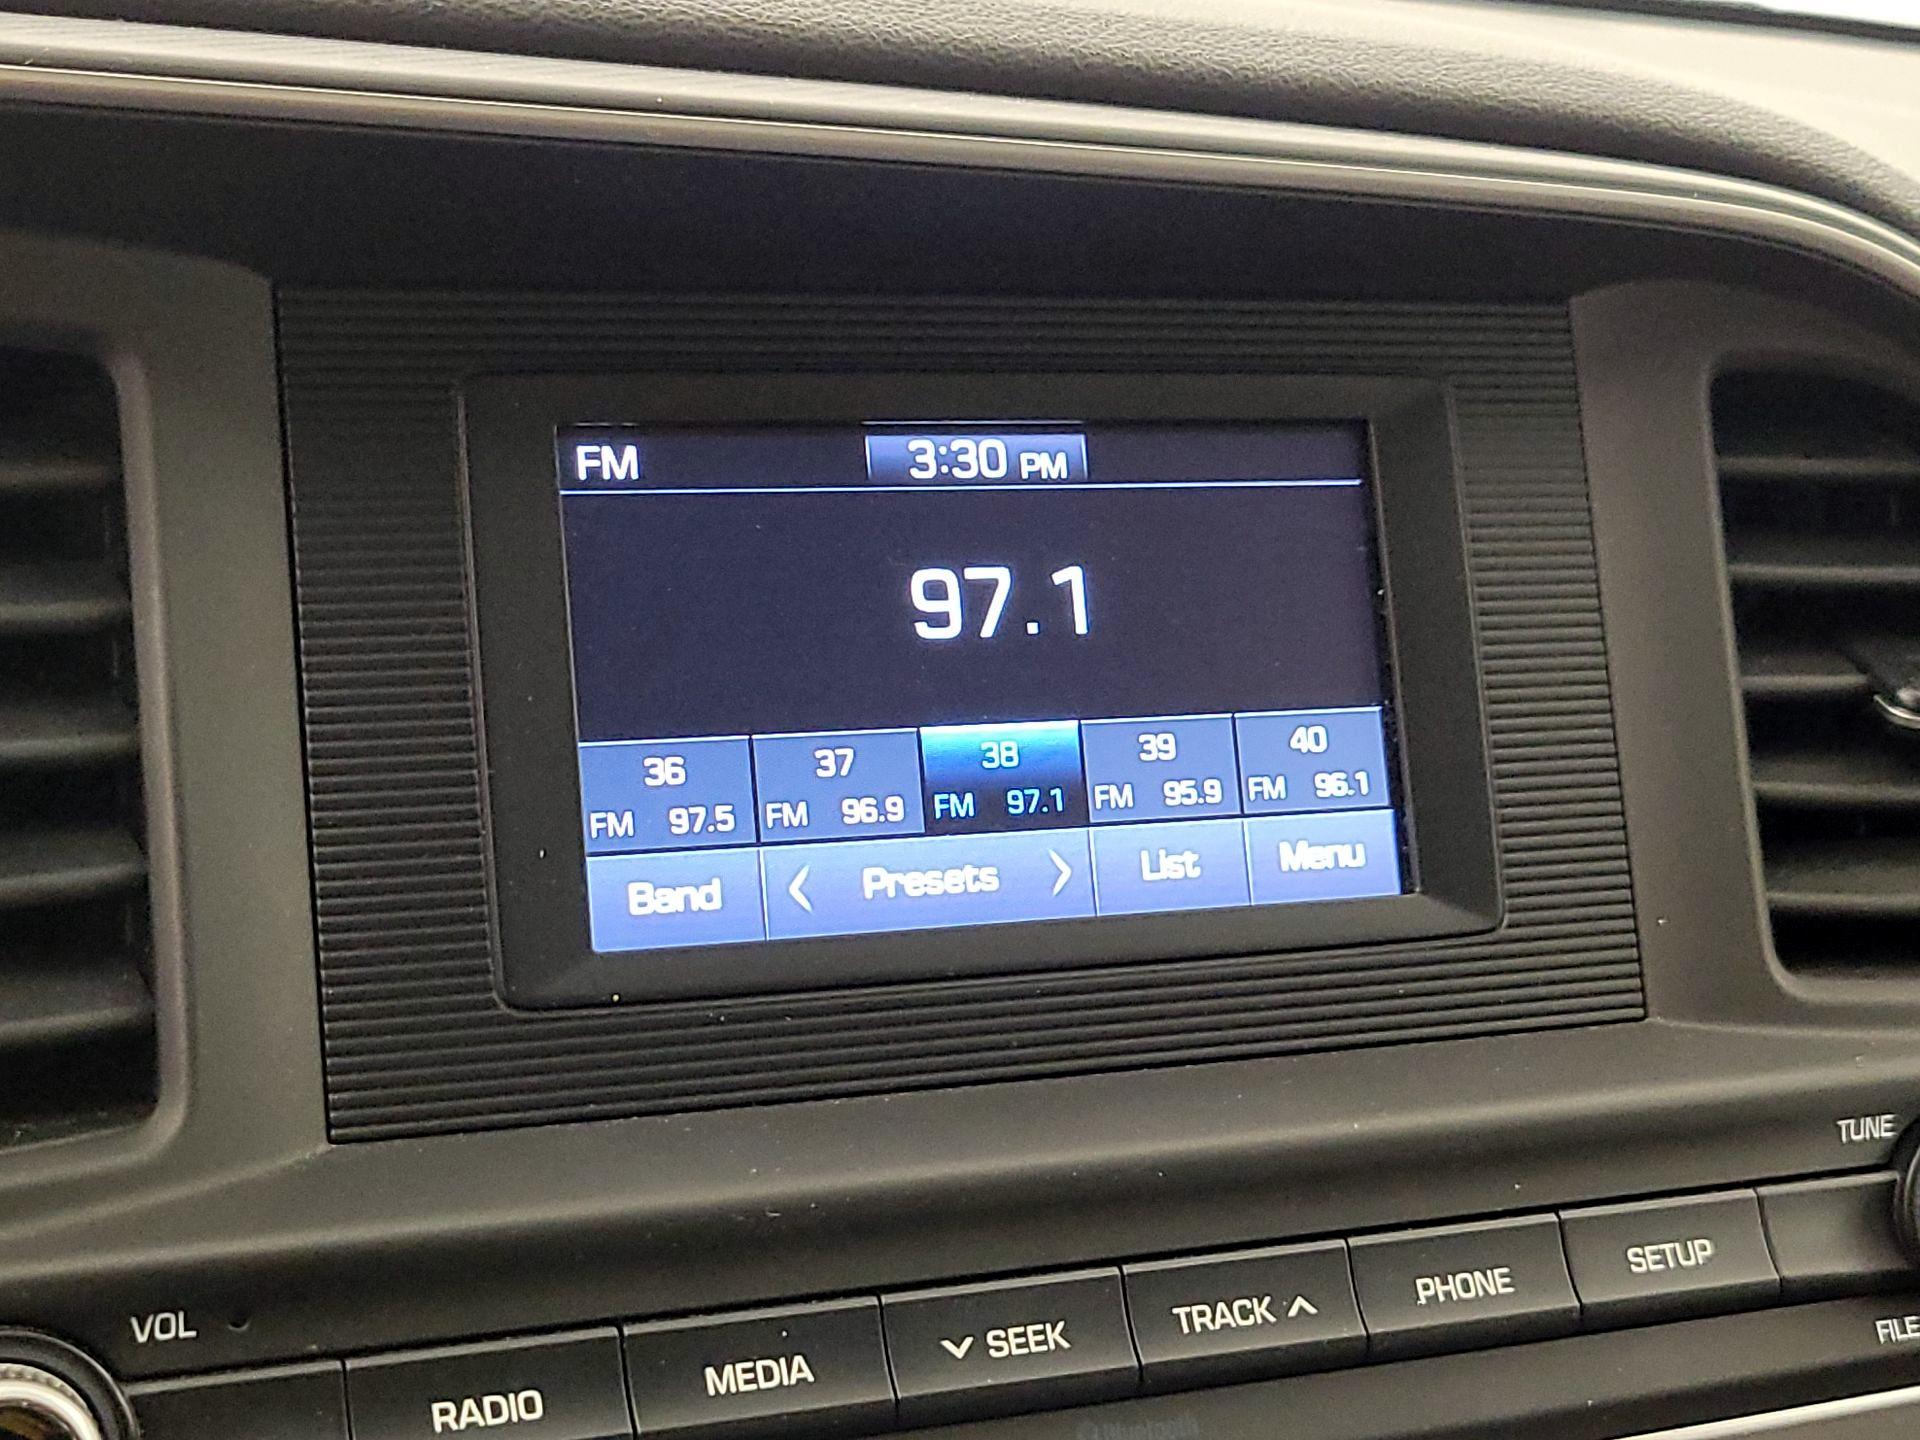 FM 3:30 PM
97.1
36 37 38 39 40
FM 97.5 FM 96.9 FM 97.1 FM 95.9 FM 96.1
Band < Presets > List Menu
TUNE
VOL
RADIO MEDIA ∨ SEEK TRACK ∧ PHONE SETUP
FILE